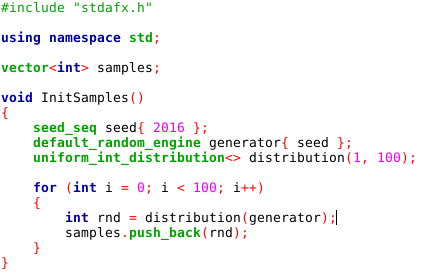 #include "stdafx.h"
using namespace std;
vector<int> samples;
void InitSamples()
{
    seed_seq seed{ 2016 };
    default_random_engine generator{ seed };
    uniform_int_distribution<> distribution(1, 100);
    for (int i = 0; i < 100; i++)
    {
        int rnd = distribution(generator);
        samples.push_back(rnd);
    }
}